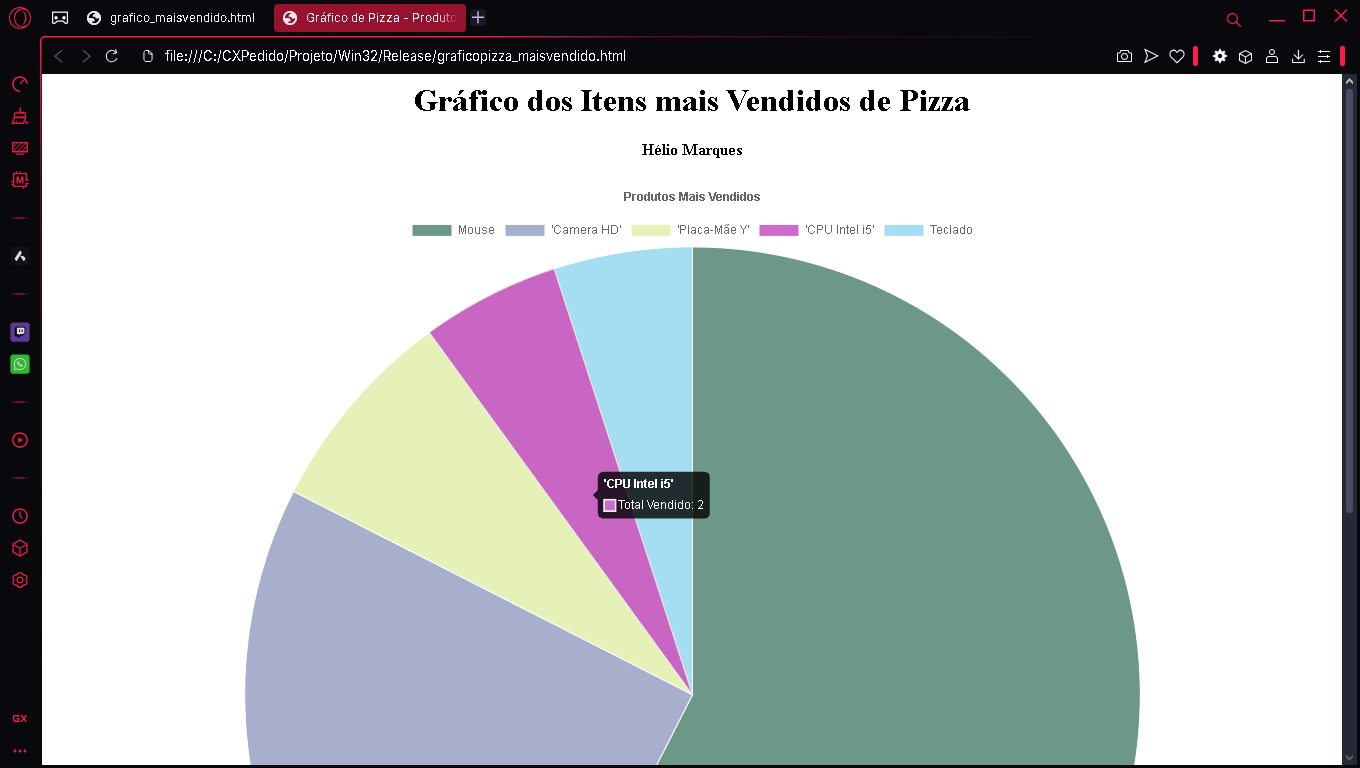 grafico_maisvendido.html
Gráfico de Pizza - Produto
file:///C:/CXPedido/Projeto/Win32/Release/graficopizza_maisvendido.html
Gráfico dos Itens mais Vendidos de Pizza
Hélio Marques
Produtos Mais Vendidos
Mouse 'Camera HD' 'Placa-Mãe Y' 'CPU Intel i5' Teclado
'CPU Intel i5'
Total Vendido: 2
M
GX